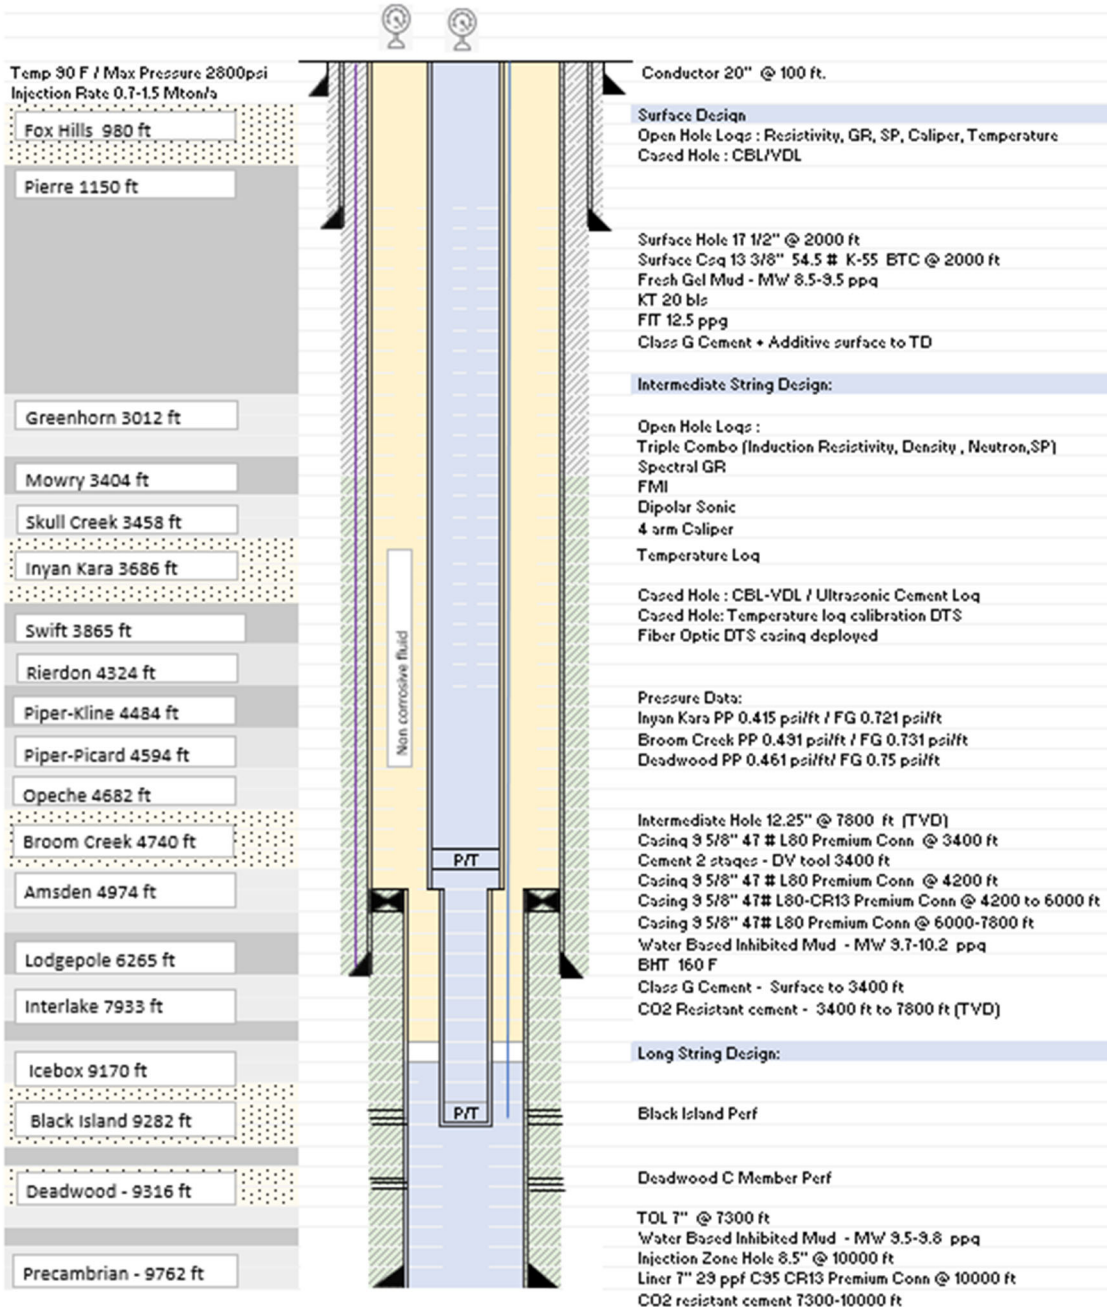 Temp 90 F / Max Pressure 2800psi
Injection Rate 0.7-1.5 Mton/a
Fox Hills 980 ft
Pierre 1150 ft
Greenhorn 3012 ft
Mowry 3404 ft
Skull Creek 3458 ft
Inyan Kara 3686 ft
Swift 3865 ft
Rierdon 4324 ft
Piper-Kline 4484 ft
Piper-Picard 4594 ft
Opeche 4682 ft
Broom Creek 4740 ft
Amsden 4974 ft
Lodgepole 6265 ft
Interlake 7933 ft
Icebox 9170 ft
Black Island 9282 ft
Deadwood - 9316 ft
Precambrian - 9762 ft
Non corrosive fluid
P/T
P/T
Conductor 20" @ 100 ft.
Surface Design
Open Hole Logs : Resistivity, GR, SP, Caliper, Temperature
Cased Hole : CBL/VDL
Surface Hole 17 1/2" @ 2000 ft
Surface Csg 13 3/8" 54.5 # K-55 BTC @ 2000 ft
Fresh Gel Mud - MW 8.5-9.5 ppg
KT 20 bls
FIT 12.5 ppg
Class G Cement + Additive surface to TD
Intermediate String Design:
Open Hole Logs :
Triple Combo (Induction Resistivity, Density , Neutron,SP)
Spectral GR
FMI
Dipolar Sonic
4 arm Caliper
Temperature Log
Cased Hole : CBL-VDL / Ultrasonic Cement Log
Cased Hole: Temperature log calibration DTS
Fiber Optic DTS casing deployed
Pressure Data:
Inyan Kara PP 0.415 psi/ft / FG 0.721 psi/ft
Broom Creek PP 0.491 psi/ft / FG 0.731 psi/ft
Deadwood PP 0.461 psi/ft/ FG 0.75 psi/ft
Intermediate Hole 12.25" @ 7800 ft (TVD)
Casing 9 5/8" 47 # L80 Premium Conn @ 3400 ft
Cement 2 stages - DV tool 3400 ft
Casing 9 5/8" 47 # L80 Premium Conn @ 4200 ft
Casing 9 5/8" 47# L80-CR13 Premium Conn @ 4200 to 6000 ft
Casing 9 5/8" 47# L80 Premium Conn @ 6000-7800 ft
Water Based Inhibited Mud - MW 9.7-10.2 ppg
BHT 160 F
Class G Cement - Surface to 3400 ft
CO2 Resistant cement - 3400 ft to 7800 ft (TVD)
Long String Design:
Black Island Perf
Deadwood C Member Perf
TOL 7" @ 7300 ft
Water Based Inhibited Mud - MW 9.5-9.8 ppg
Injection Zone Hole 8.5" @ 10000 ft
Liner 7" 29 ppf C95 CR13 Premium Conn @ 10000 ft
CO2 resistant cement 7300-10000 ft